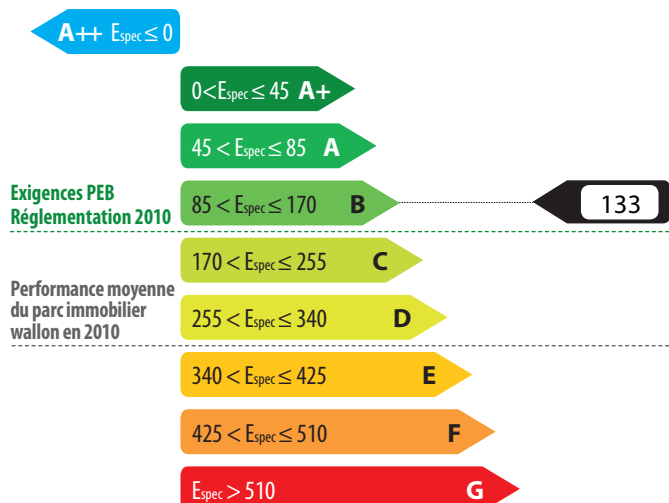 A++ Espec ≤ 0
0<Espec ≤ 45 A+
45 < Espec ≤ 85 A
Exigences PEB
Réglementation 2010
85 < Espec ≤ 170 B
133
170 < Espec ≤ 255 C
Performance moyenne
du parc immobilier
wallon en 2010
255 < Espec ≤ 340 D
340 < Espec ≤ 425 E
425 < Espec ≤ 510 F
Espec > 510 G